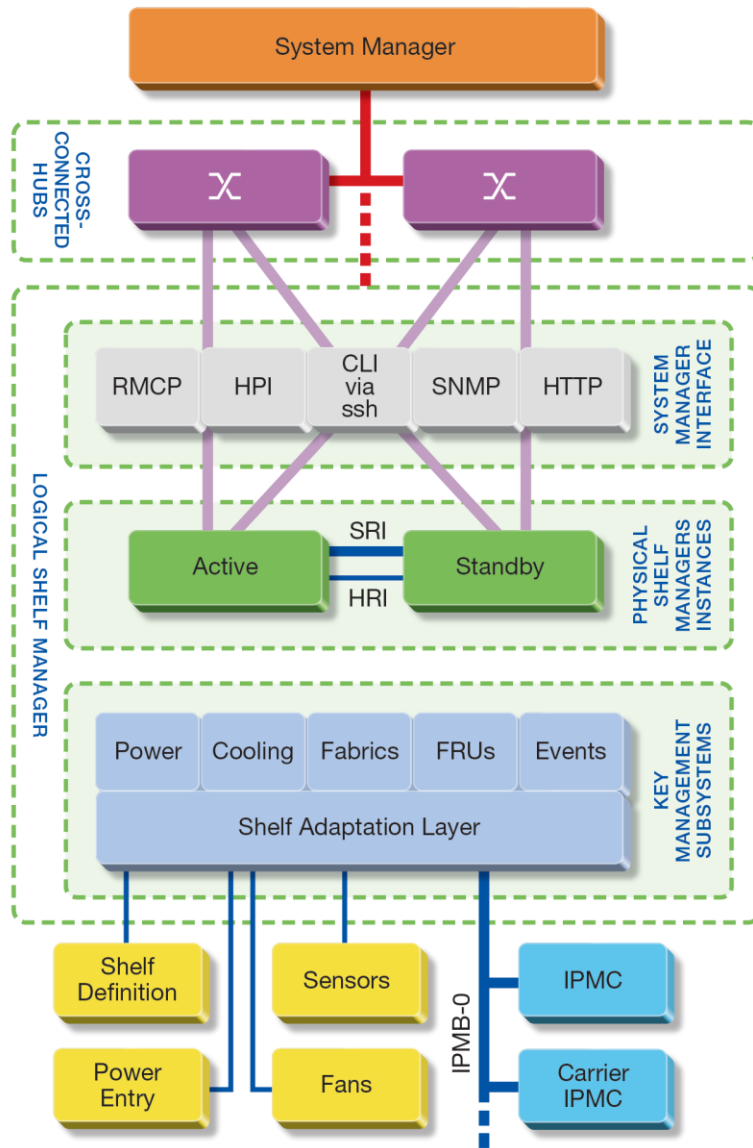 System Manager
CROSS-
CONNECTED
HUBS
LOGICAL SHELF MANAGER
RMCP
HPI
CLI
via
ssh
SNMP
HTTP
SYSTEM
MANAGER
INTERFACE
Active
SRI
HRI
Standby
PHYSICAL
SHELF
MANAGERS
INSTANCES
Power
Cooling
Fabrics
FRUs
Events
Shelf Adaptation Layer
KEY
MANAGEMENT
SUBSYSTEMS
Shelf
Definition
Sensors
IPMB-0
IPMC
Power
Entry
Fans
Carrier
IPMC